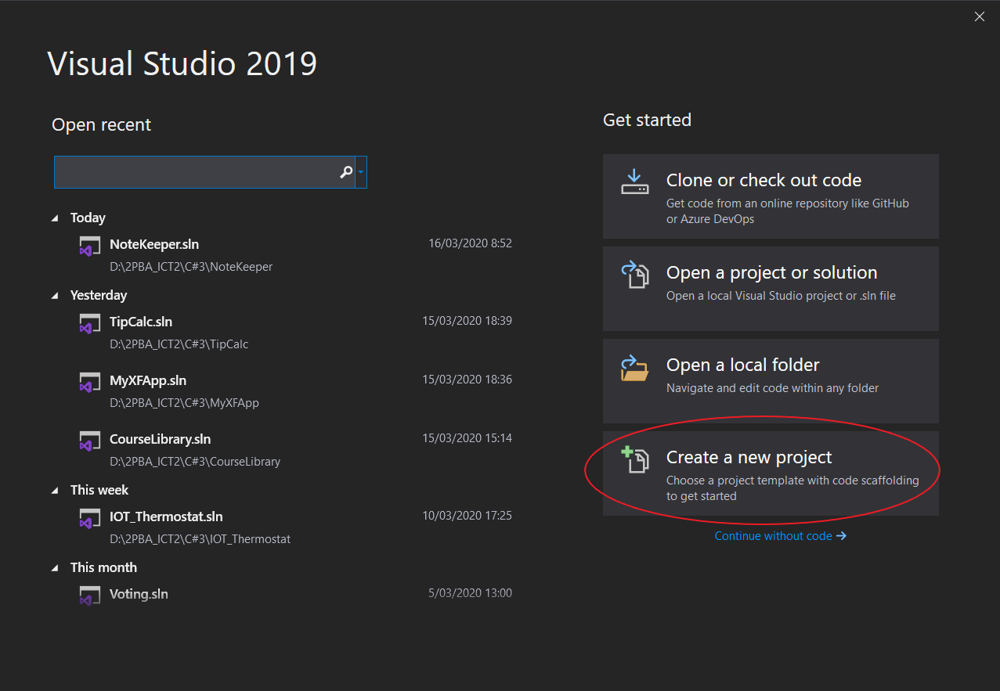 Visual Studio 2019
Open recent
Today
NoteKeeper.sln
16/03/2020 8:52
D:\2PBA_ICT2\C#3\NoteKeeper
Yesterday
TipCalc.sln
15/03/2020 18:39
D:\2PBA_ICT2\C#3\TipCalc
MyXFApp.sln
15/03/2020 18:36
D:\2PBA_ICT2\C#3\MyXFApp
CourseLibrary.sln
15/03/2020 15:14
D:\2PBA_ICT2\C#3\CourseLibrary
This week
IOT_Thermostat.sln
10/03/2020 17:25
D:\2PBA_ICT2\C#3\IOT_Thermostat
This month
Voting.sln
5/03/2020 13:00
Get started
Clone or check out code
Get code from an online repository like GitHub
or Azure DevOps
Open a project or solution
Open a local Visual Studio project or .sln file
Open a local folder
Navigate and edit code within any folder
Create a new project
Choose a project template with code scaffolding
to get started
Continue without code